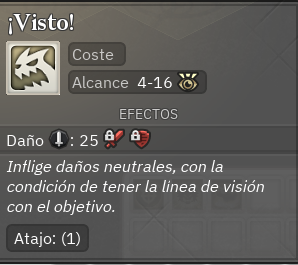 ¡Visto!
Coste
Alcance 4-16
EFECTOS
Daño : 25
Inflige daños neutrales, con la
condición de tener la línea de visión
con el objetivo.
Atajo: (1)